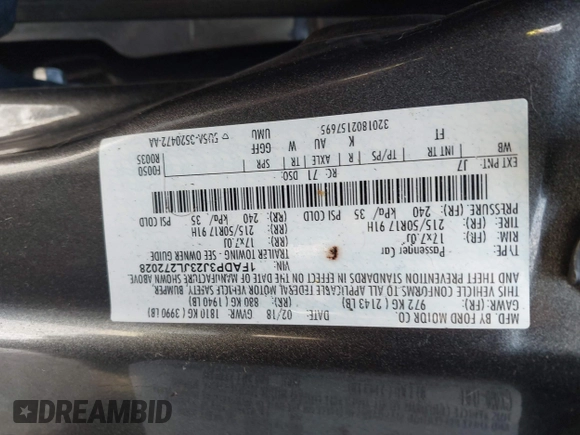 MFD. BY FORD MOTOR CO.
DATE: 02/18 GVWR: 1810 KG ( 3990 LB)
GAWR: (FR) 972 KG ( 2143 LB) (RR) 880 KG ( 1940 LB)
THIS VEHICLE CONFORMS TO ALL APPLICABLE FEDERAL MOTOR VEHICLE SAFETY, BUMPER,
AND THEFT PREVENTION STANDARDS IN EFFECT ON THE DATE OF MANUFACTURE SHOWN ABOVE.
VIN: 1FADP3J23JL272028
TYPE: Passenger Car TRAILER TOWING - SEE OWNER GUIDE
RIM: (FR) 17x7.0J (RR) 17x7.0J
TIRE: (FR) 215/50R17 91H (RR) 215/50R17 91H
PRESSURE: (FR) 240 kPa/ 35 PSI COLD (RR) 240 kPa/ 35 PSI COLD
EXT PNT: J7 RC: 71 DSO: F0050
WB INT TR TP/PS AXLE TR SPR R0035
FT K AU W GGFF UMU
3201802157695 5U5A-3520472-AA
DREAMBID